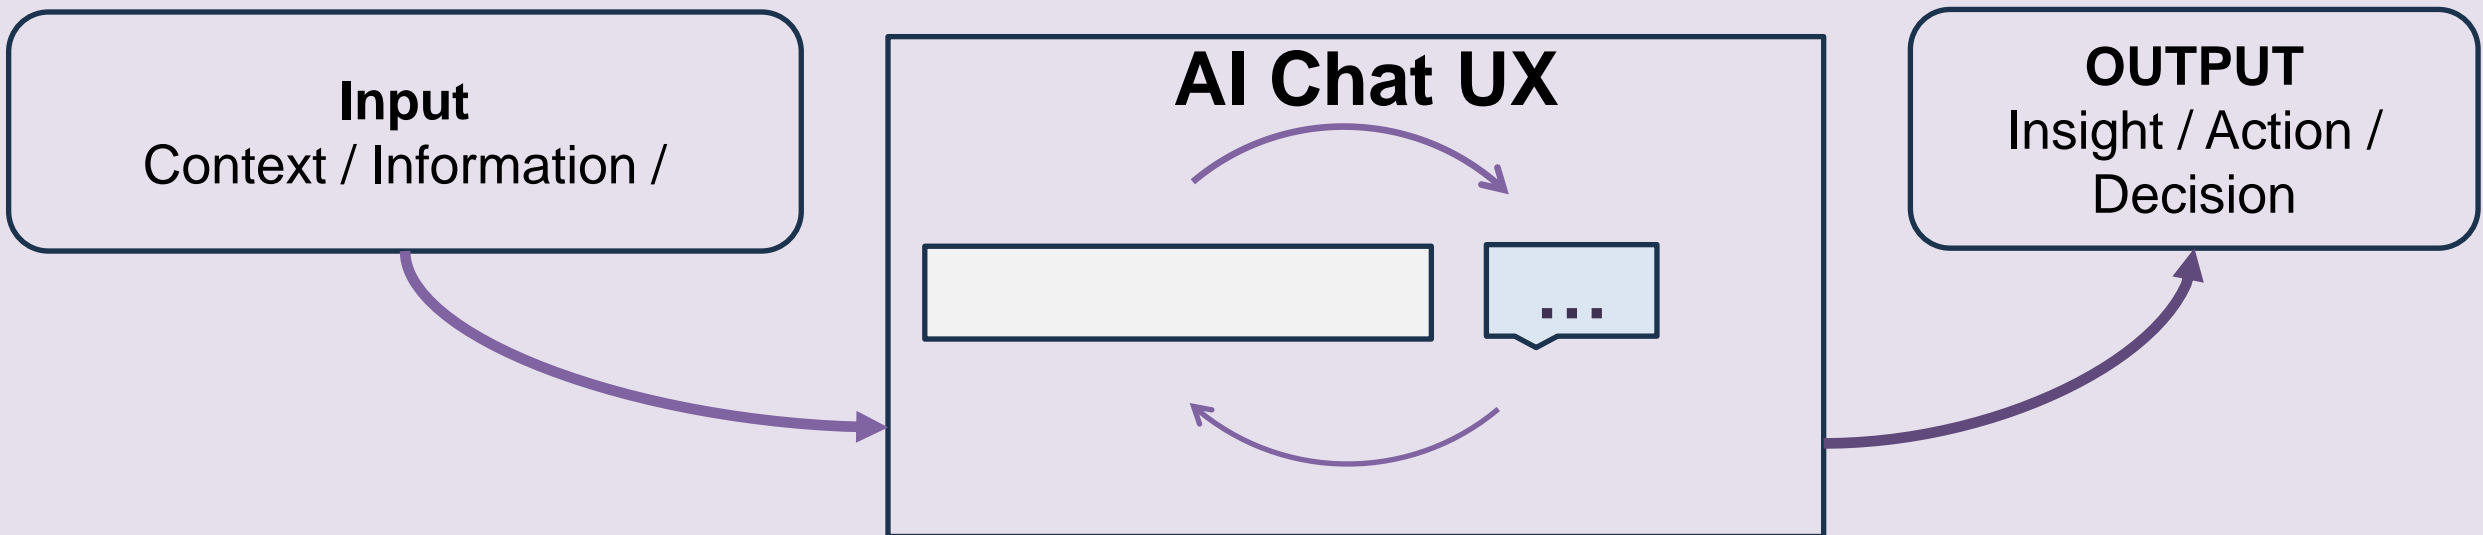 Input
Context / Information /
AI Chat UX
...
OUTPUT
Insight / Action /
Decision